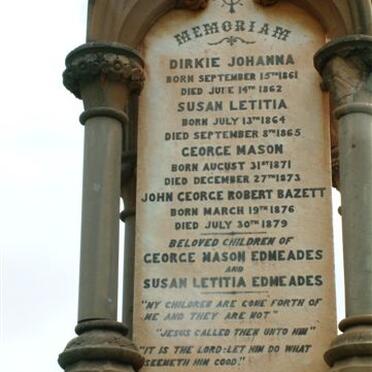 MEMORIAM
DIRKIE JOHANNA
BORN SEPTEMBER 15TH 1861
DIED JUNE 14TH 1862
SUSAN LETITIA
BORN JULY 13TH 1864
DIED SEPTEMBER 8TH 1865
GEORGE MASON
BORN AUGUST 31ST 1871
DIED DECEMBER 27TH 1873
JOHN GEORGE ROBERT BAZETT
BORN MARCH 19TH 1876
DIED JULY 30TH 1879
BELOVED CHILDREN OF
GEORGE MASON EDMEADES
AND
SUSAN LETITIA EDMEADES
"MY CHILDREN ARE GONE FORTH OF
ME AND THEY ARE NOT"
"JESUS CALLED THEM UNTO HIM"
"IT IS THE LORD: LET HIM DO WHAT
SEEMETH HIM GOOD."